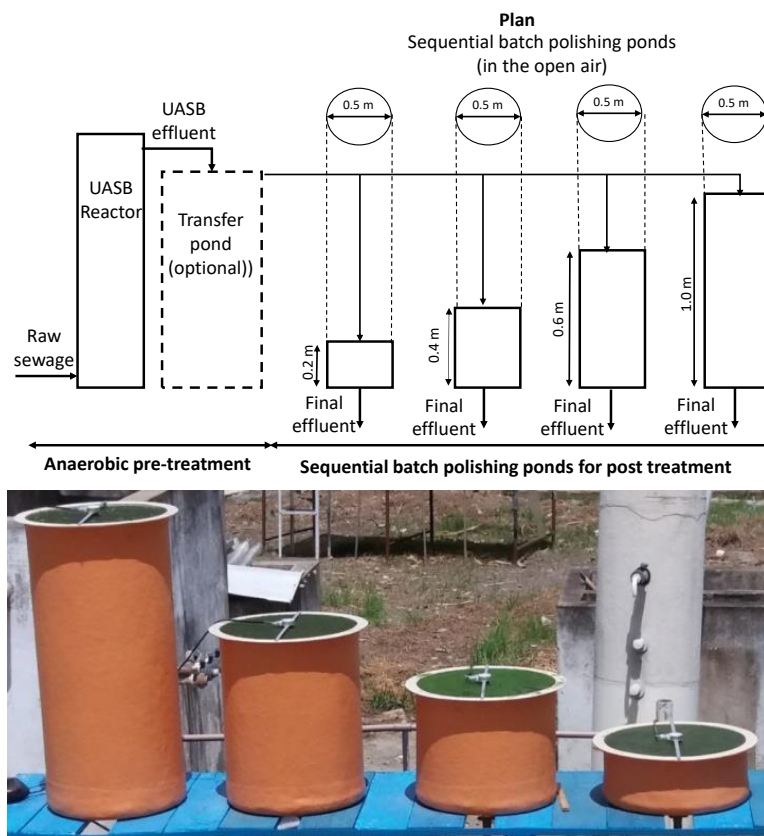 Plan
Sequential batch polishing ponds
(in the open air)
0.5 m
0.5 m
0.5 m
0.5 m
UASB
effluent
UASB
Reactor
Transfer
pond
(optional))
Raw
sewage
0.2 m
0.4 m
0.6 m
1.0 m
Final
effluent
Final
effluent
Final
effluent
Final
effluent
Anaerobic pre-treatment
Sequential batch polishing ponds for post treatment